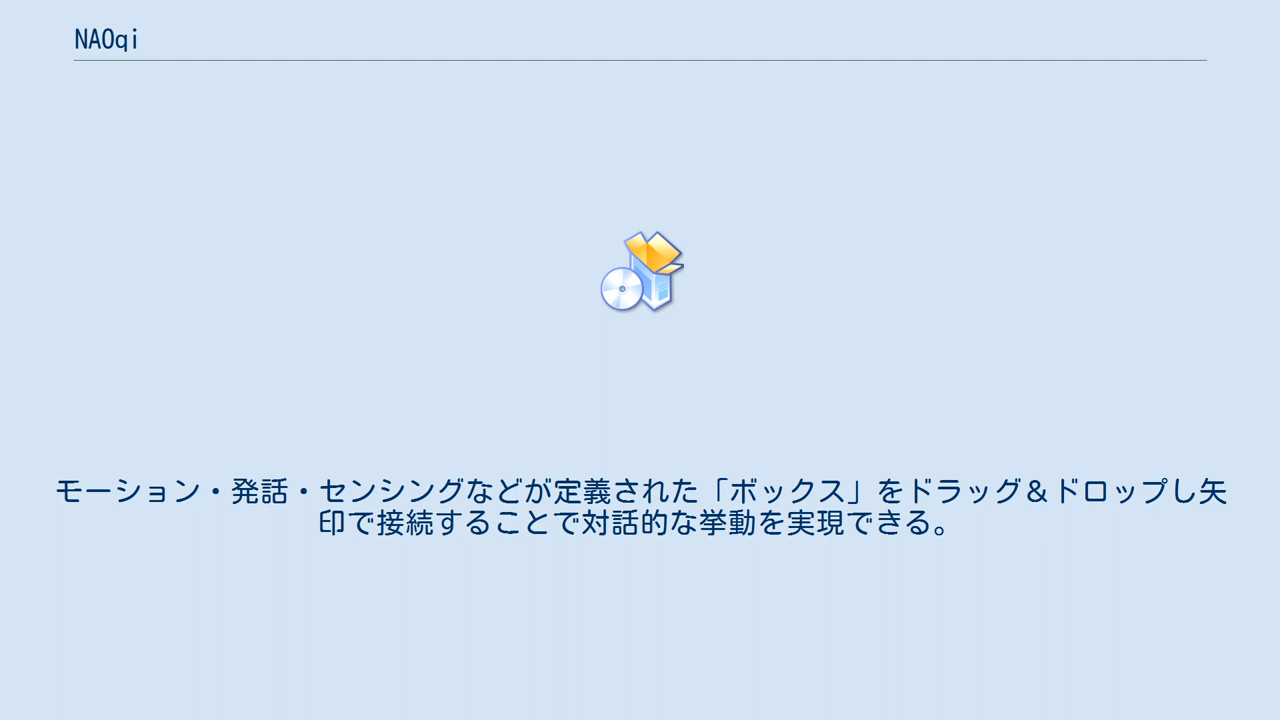 NAOqi
モーション・発話・センシングなどが定義された「ボックス」をドラッグ＆ドロップし矢
印で接続することで対話的な挙動を実現できる。